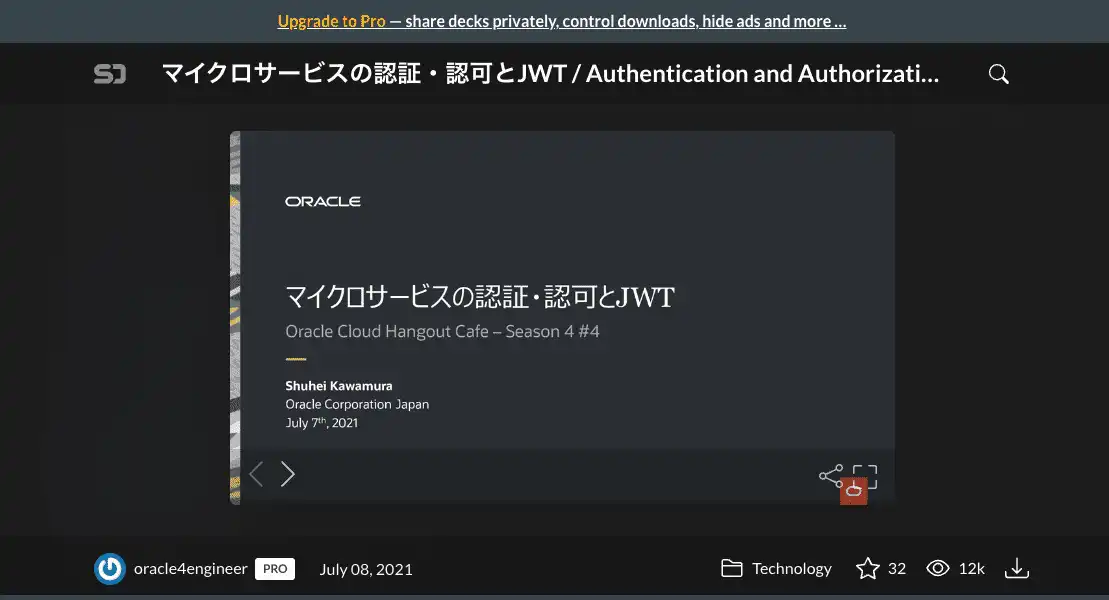 Upgrade to Pro — share decks privately, control downloads, hide ads and more …
マイクロサービスの認証・認可とJWT / Authentication and Authorizati...
ORACLE
マイクロサービスの認証・認可とJWT
Oracle Cloud Hangout Cafe – Season 4 #4
Shuhei Kawamura
Oracle Corporation Japan
July 7th, 2021
oracle4engineer PRO July 08, 2021 Technology 32 12k